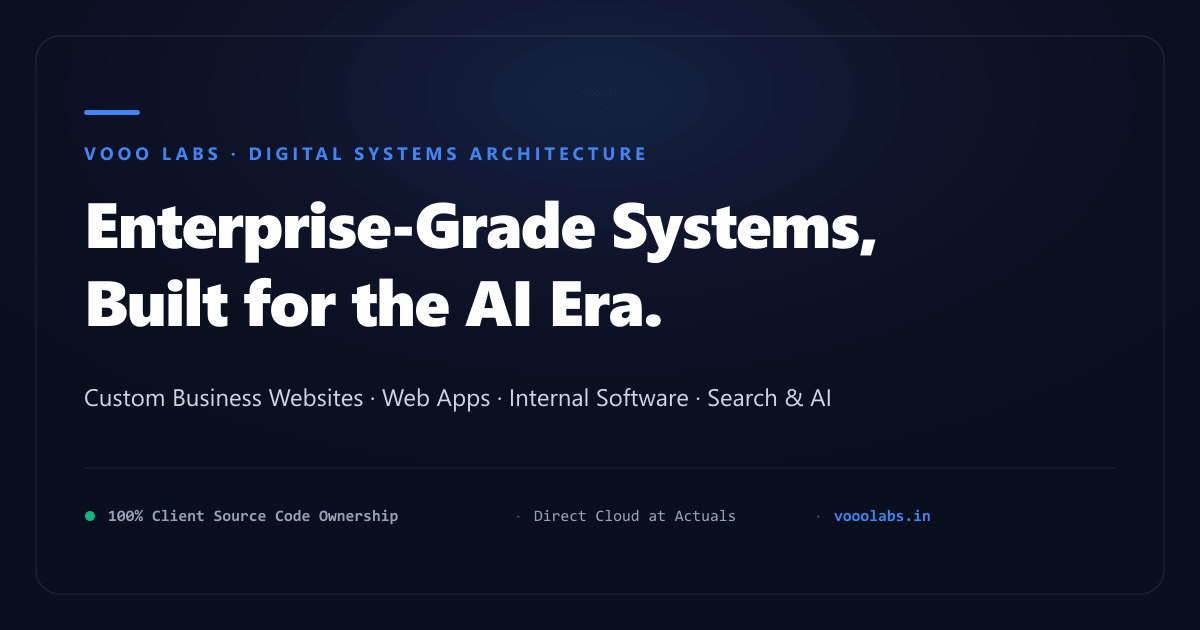 VOOO LABS · DIGITAL SYSTEMS ARCHITECTURE
Enterprise-Grade Systems,
Built for the AI Era.
Custom Business Websites · Web Apps · Internal Software · Search & AI
100% Client Source Code Ownership · Direct Cloud at Actuals · vooolabs.in